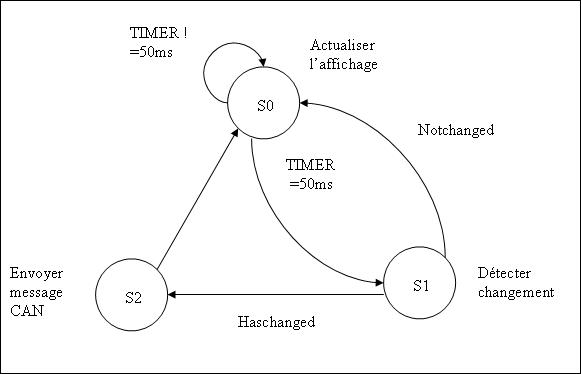 TIMER !
=50ms
Actualiser
l'affichage
S0
Notchanged
TIMER
=50ms
Envoyer
message
CAN
S2
S1
Détecter
changement
Haschanged